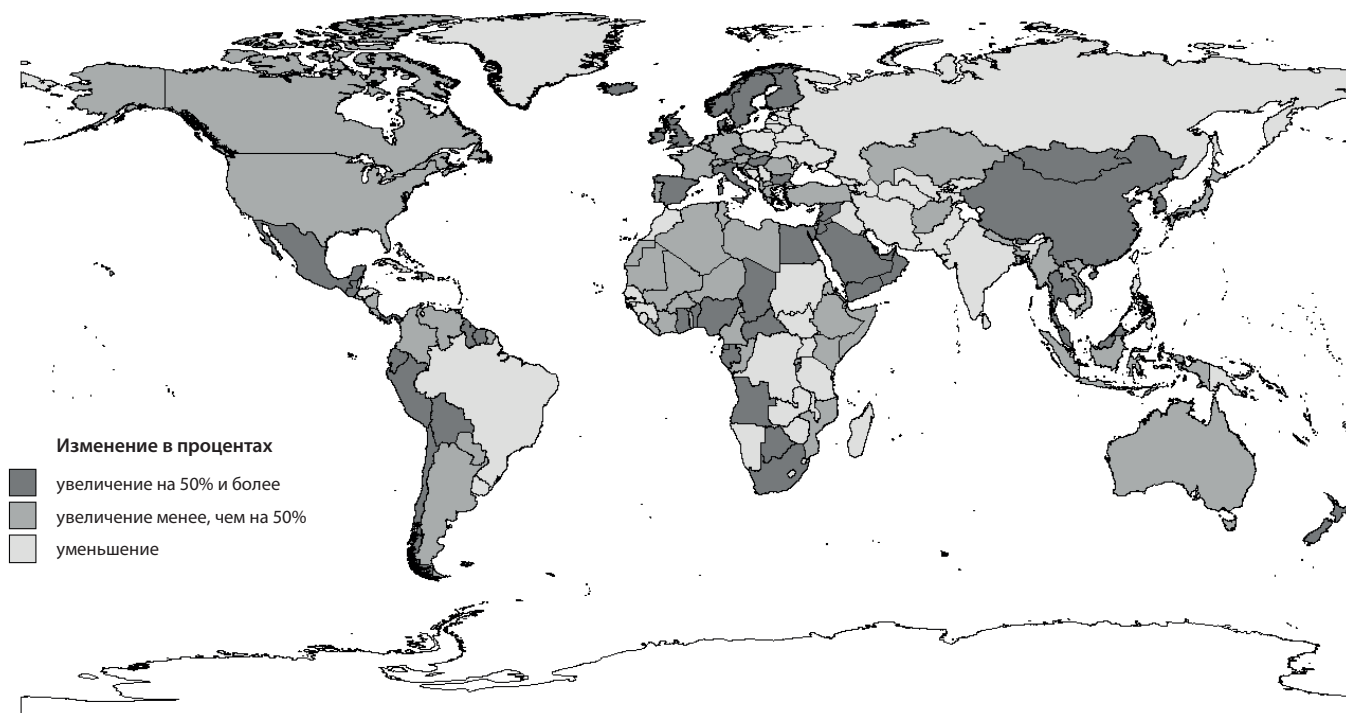 Изменение в процентах
увеличение на 50% и более
увеличение менее, чем на 50%
уменьшение